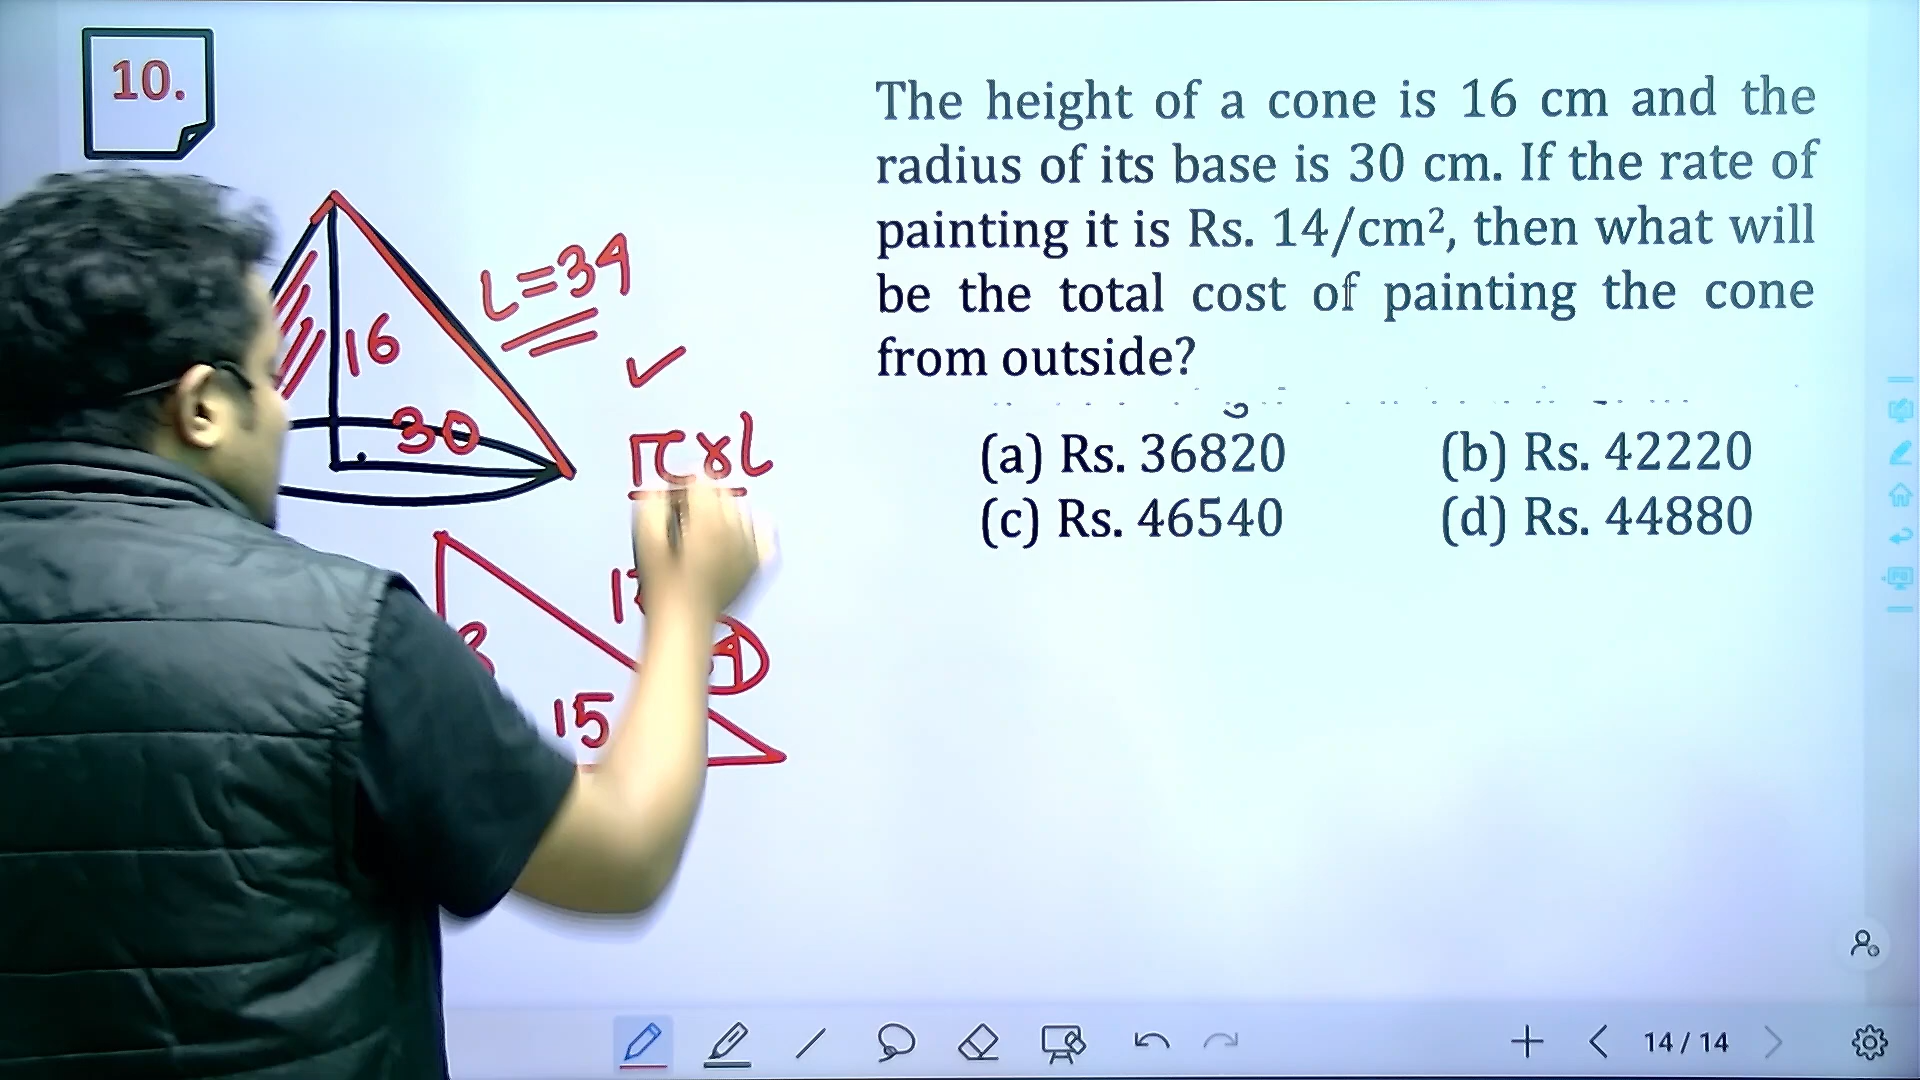 10.
The height of a cone is 16 cm and the
radius of its base is 30 cm. If the rate of
painting it is Rs. 14/cm², then what will
be the total cost of painting the cone
from outside?
(a) Rs. 36820 (b) Rs. 42220
(c) Rs. 46540 (d) Rs. 44880
L=34
16
30
πrl
8
15
14/14